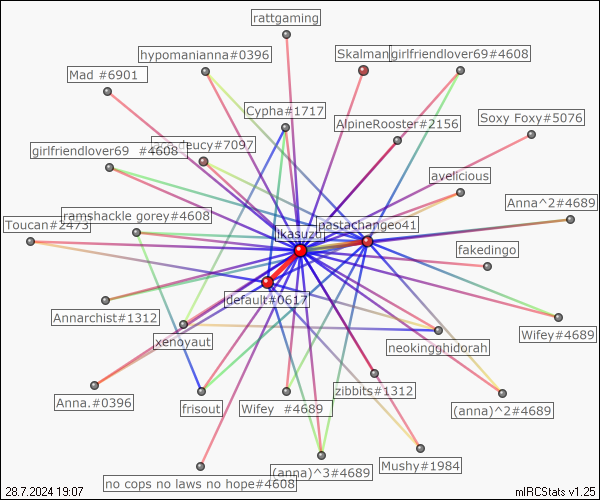 rattgaming
hypomanianna#0396
Skalman
girlfriendlover69#4608
Mad #6901
Cypha#1717
Soxy Foxy#5076
AlpineRooster#2156
deucy#7097
girlfriendlover69 #4608
avelicious
Anna^2#4689
ramshackle gorey#4608
Toucan#2473
pastachangeo41
ikasuzu
fakedingo
default#0617
Annarchist#1312
Wifey#4689
xenoyaut
neokingghidorah
zibbits#1312
Anna.#0396
frisout
Wifey #4689
(anna)^2#4689
(anna)^3#4689
Mushy#1984
no cops no laws no hope#4608
28.7.2024 19:07
mIRCStats v1.25